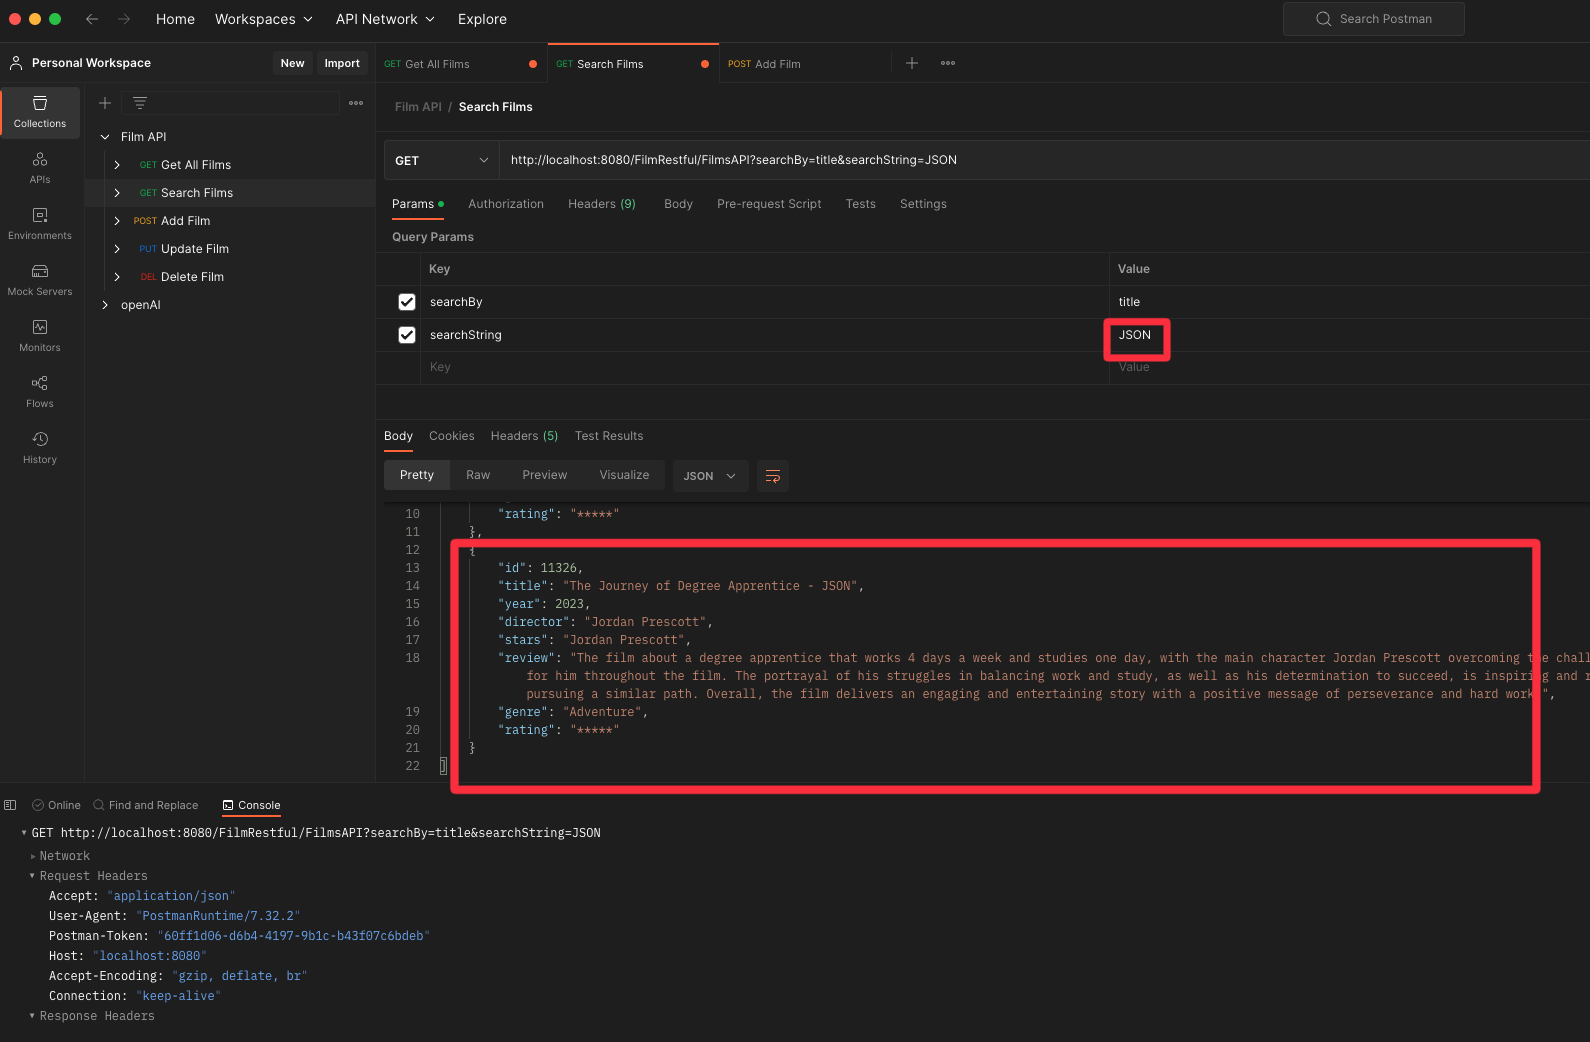 Home Workspaces API Network Explore Search Postman
Personal Workspace New Import
GET Get All Films GET Search Films POST Add Film
Collections
APIs
Environments
Mock Servers
Monitors
Flows
History
Film API
GET Get All Films
GET Search Films
POST Add Film
PUT Update Film
DEL Delete Film
openAI
Film API / Search Films
GET http://localhost:8080/FilmRestful/FilmsAPI?searchBy=title&searchString=JSON
Params Authorization Headers (9) Body Pre-request Script Tests Settings
Query Params
Key Value
searchBy title
searchString JSON
Key Value
Body Cookies Headers (5) Test Results
Pretty Raw Preview Visualize JSON
10 "rating": "*****"
11 },
12 {
13 "id": 11326,
14 "title": "The Journey of Degree Apprentice - JSON",
15 "year": 2023,
16 "director": "Jordan Prescott",
17 "stars": "Jordan Prescott",
18 "review": "The film about a degree apprentice that works 4 days a week and studies one day, with the main character Jordan Prescott overcoming the chall
for him throughout the film. The portrayal of his struggles in balancing work and study, as well as his determination to succeed, is inspiring and r
pursuing a similar path. Overall, the film delivers an engaging and entertaining story with a positive message of perseverance and hard work.",
19 "genre": "Adventure",
20 "rating": "*****"
21 }
22 ]
Online Find and Replace Console
GET http://localhost:8080/FilmRestful/FilmsAPI?searchBy=title&searchString=JSON
Network
Request Headers
Accept: "application/json"
User-Agent: "PostmanRuntime/7.32.2"
Postman-Token: "60ff1d06-d6b4-4197-9b1c-b43f07c6bdeb"
Host: "localhost:8080"
Accept-Encoding: "gzip, deflate, br"
Connection: "keep-alive"
Response Headers